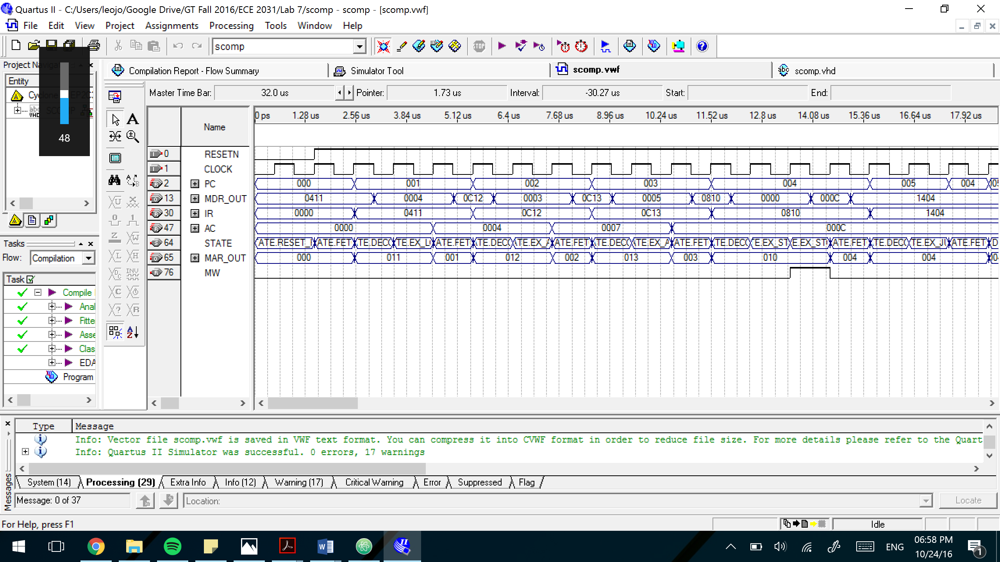 Quartus II - C:/Users/leojo/Google Drive/GT Fall 2016/ECE 2031/Lab 7/scomp - scomp - [scomp.vwf]
File Edit View Project Assignments Processing Tools Window Help
scomp
Project
Entity
48
Compilation Report - Flow Summary
Simulator Tool
scomp.vwf
scomp.vhd
Master Time Bar: 32.0 us Pointer: 1.73 us Interval: -30.27 us Start: End:
Name
0 ps 1.28 us 2.56 us 3.84 us 5.12 us 6.4 us 7.68 us 8.96 us 10.24 us 11.52 us 12.8 us 14.08 us 15.36 us 16.64 us 17.92 us
0 RESETN
1 CLOCK
2 PC 000 001 002 003 004 005 004
13 MDR_OUT 0411 0004 0C12 0003 0C13 0005 0810 0000 000C 1404
30 IR 0000 0411 0C12 0C13 0810 1404
47 AC 0000 0004 0007 000C
64 STATE ATE.RESET_ ATE.FET TE.DEC TE.EX_L ATE.FET TE.DEC TE.EX_A ATE.FET TE.DEC TE.EX_A ATE.FET TE.DEC E.EX_ST E.EX_ST ATE.FET TE.DEC TE.EX_JU ATE.FET D
65 MAR_OUT 000 011 001 012 002 013 003 010 004 004
76 MW
Tasks
Flow: Compilation
Task
Compile
Anal
Fitte
Asse
Clas
EDA
Program
Type Message
Info: Vector file scomp.vwf is saved in VWF text format. You can compress it into CVWF format in order to reduce file size. For more details please refer to the Quart
Info: Quartus II Simulator was successful. 0 errors, 17 warnings
Messages
System (14) Processing (29) Extra Info Info (12) Warning (17) Critical Warning Error Suppressed Flag
Message: 0 of 37 Location: Locate
For Help, press F1
Idle
ENG
06:58 PM
10/24/16
1